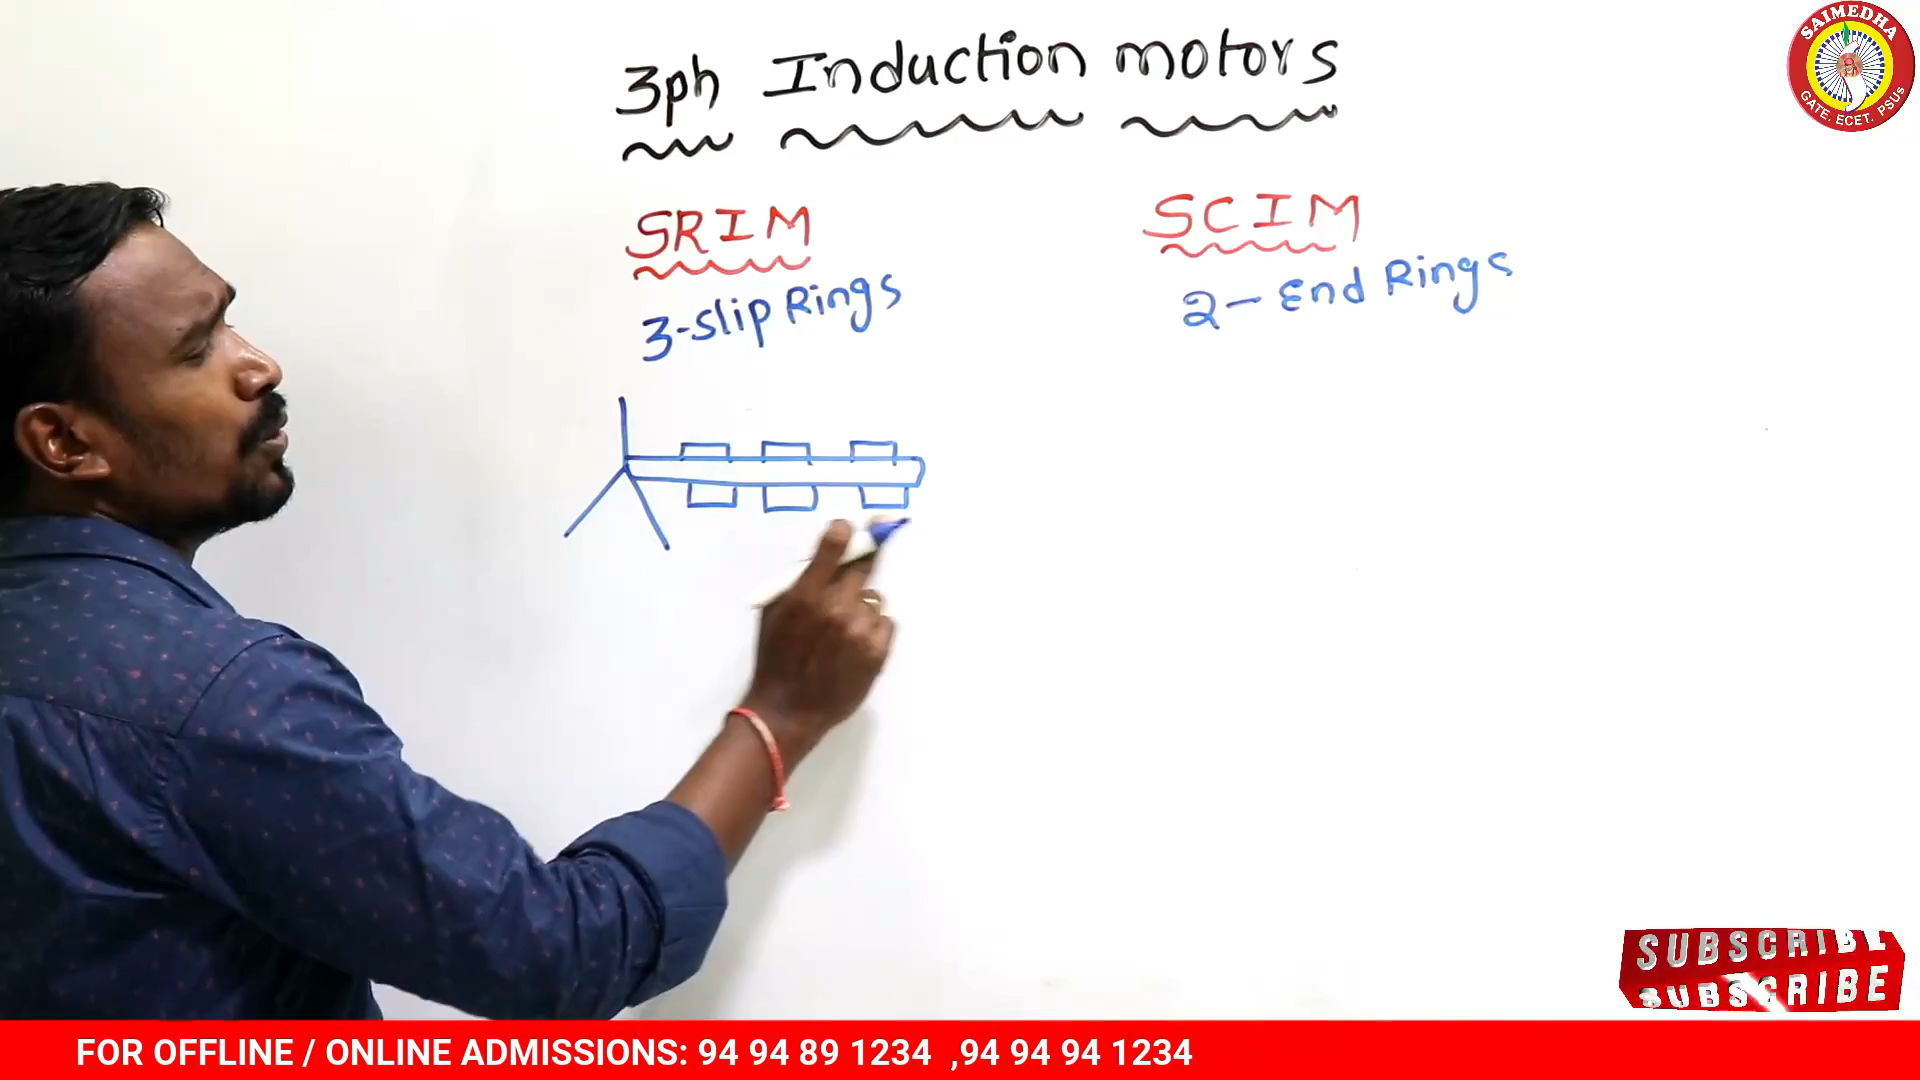 3ph Induction motors
SRIM
3-slip Rings
SCIM
2-End Rings
SAIMEDHA
GATE. ECET. PSUs
SUBSCRIBE
SUBSCRIBE
FOR OFFLINE / ONLINE ADMISSIONS: 94 94 89 1234 ,94 94 94 1234